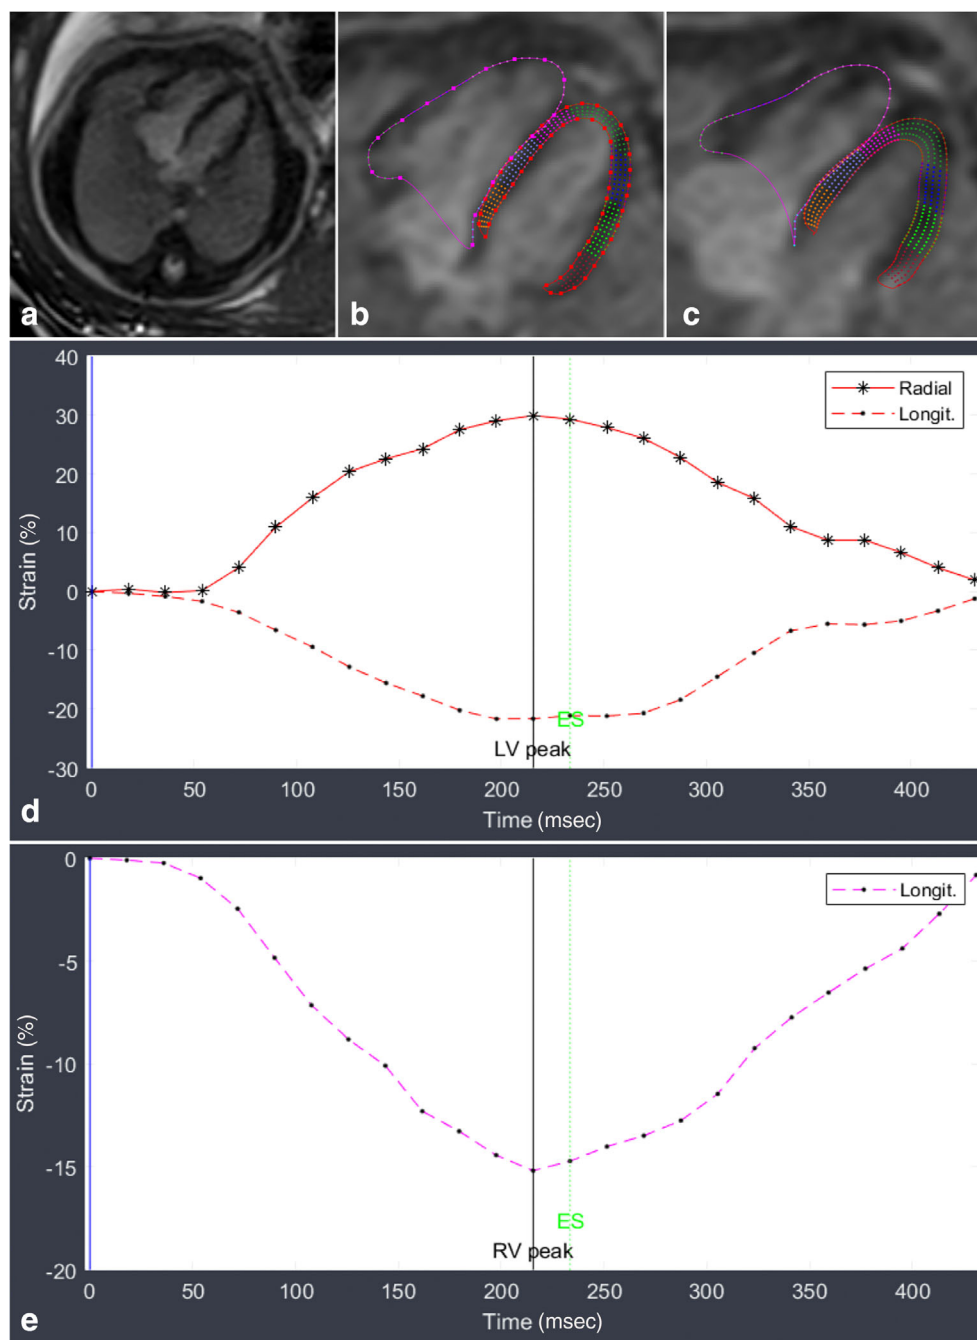 a
b
c
40
30
20
10
0
-10
-20
-30
Strain (%)
Radial
Longit.
ES
LV peak
0 50 100 150 200 250 300 350 400
Time (msec)
d
0
-5
-10
-15
-20
Strain (%)
Longit.
ES
RV peak
0 50 100 150 200 250 300 350 400
Time (msec)
e